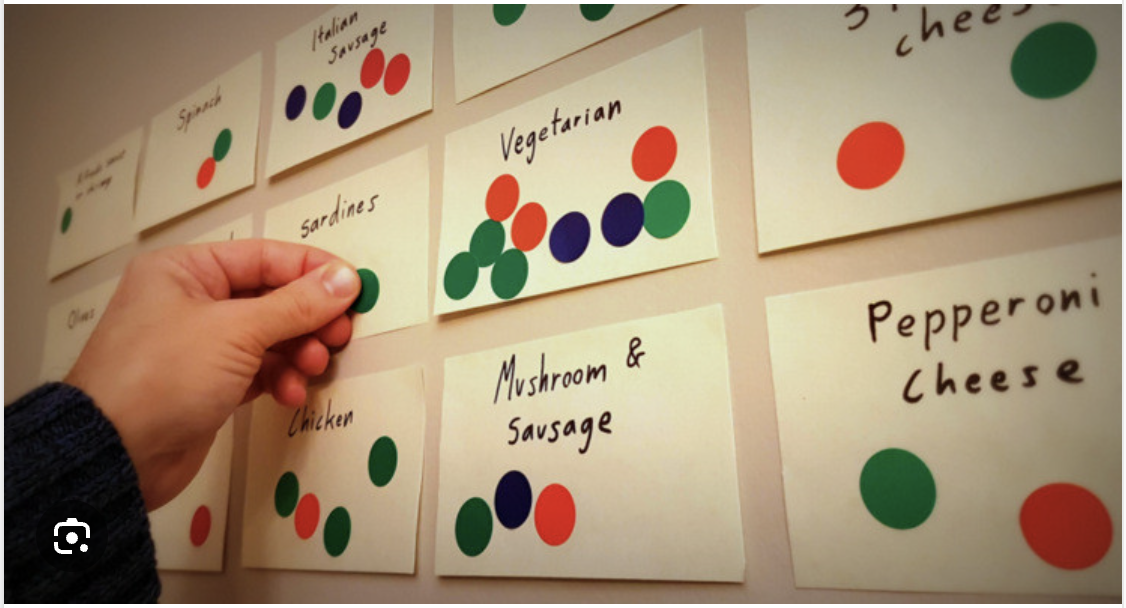 Italian
Sausage
Spinach
cheese
Vegetarian
sardines
Olives
Pepperoni
Cheese
Mushroom &
Sausage
Chicken